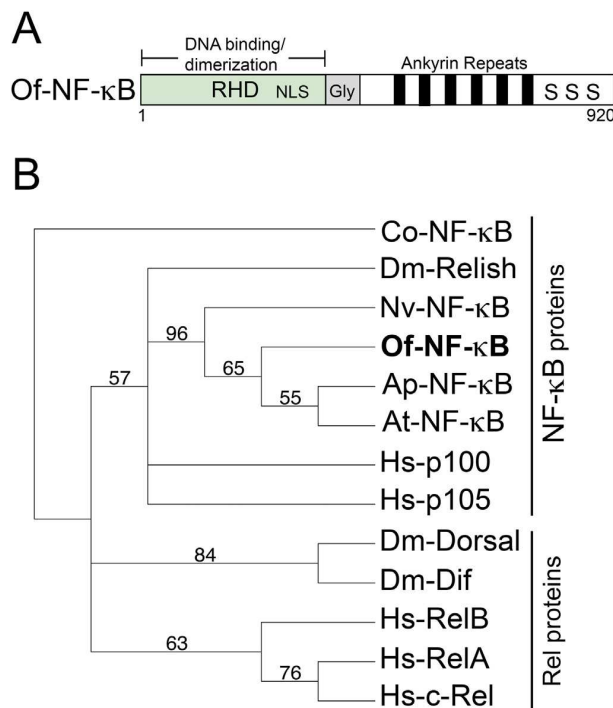 A
DNA binding/
dimerization
Ankyrin Repeats
Of-NF-κB
RHD NLS Gly S S S
1 920
B
Co-NF-κB
Dm-Relish
Nv-NF-κB
96
Of-NF-κB
65
57
Ap-NF-κB
55
At-NF-κB
Hs-p100
Hs-p105
NF-κB proteins
Dm-Dorsal
84
Dm-Dif
Hs-RelB
63
Hs-RelA
76
Hs-c-Rel
Rel proteins